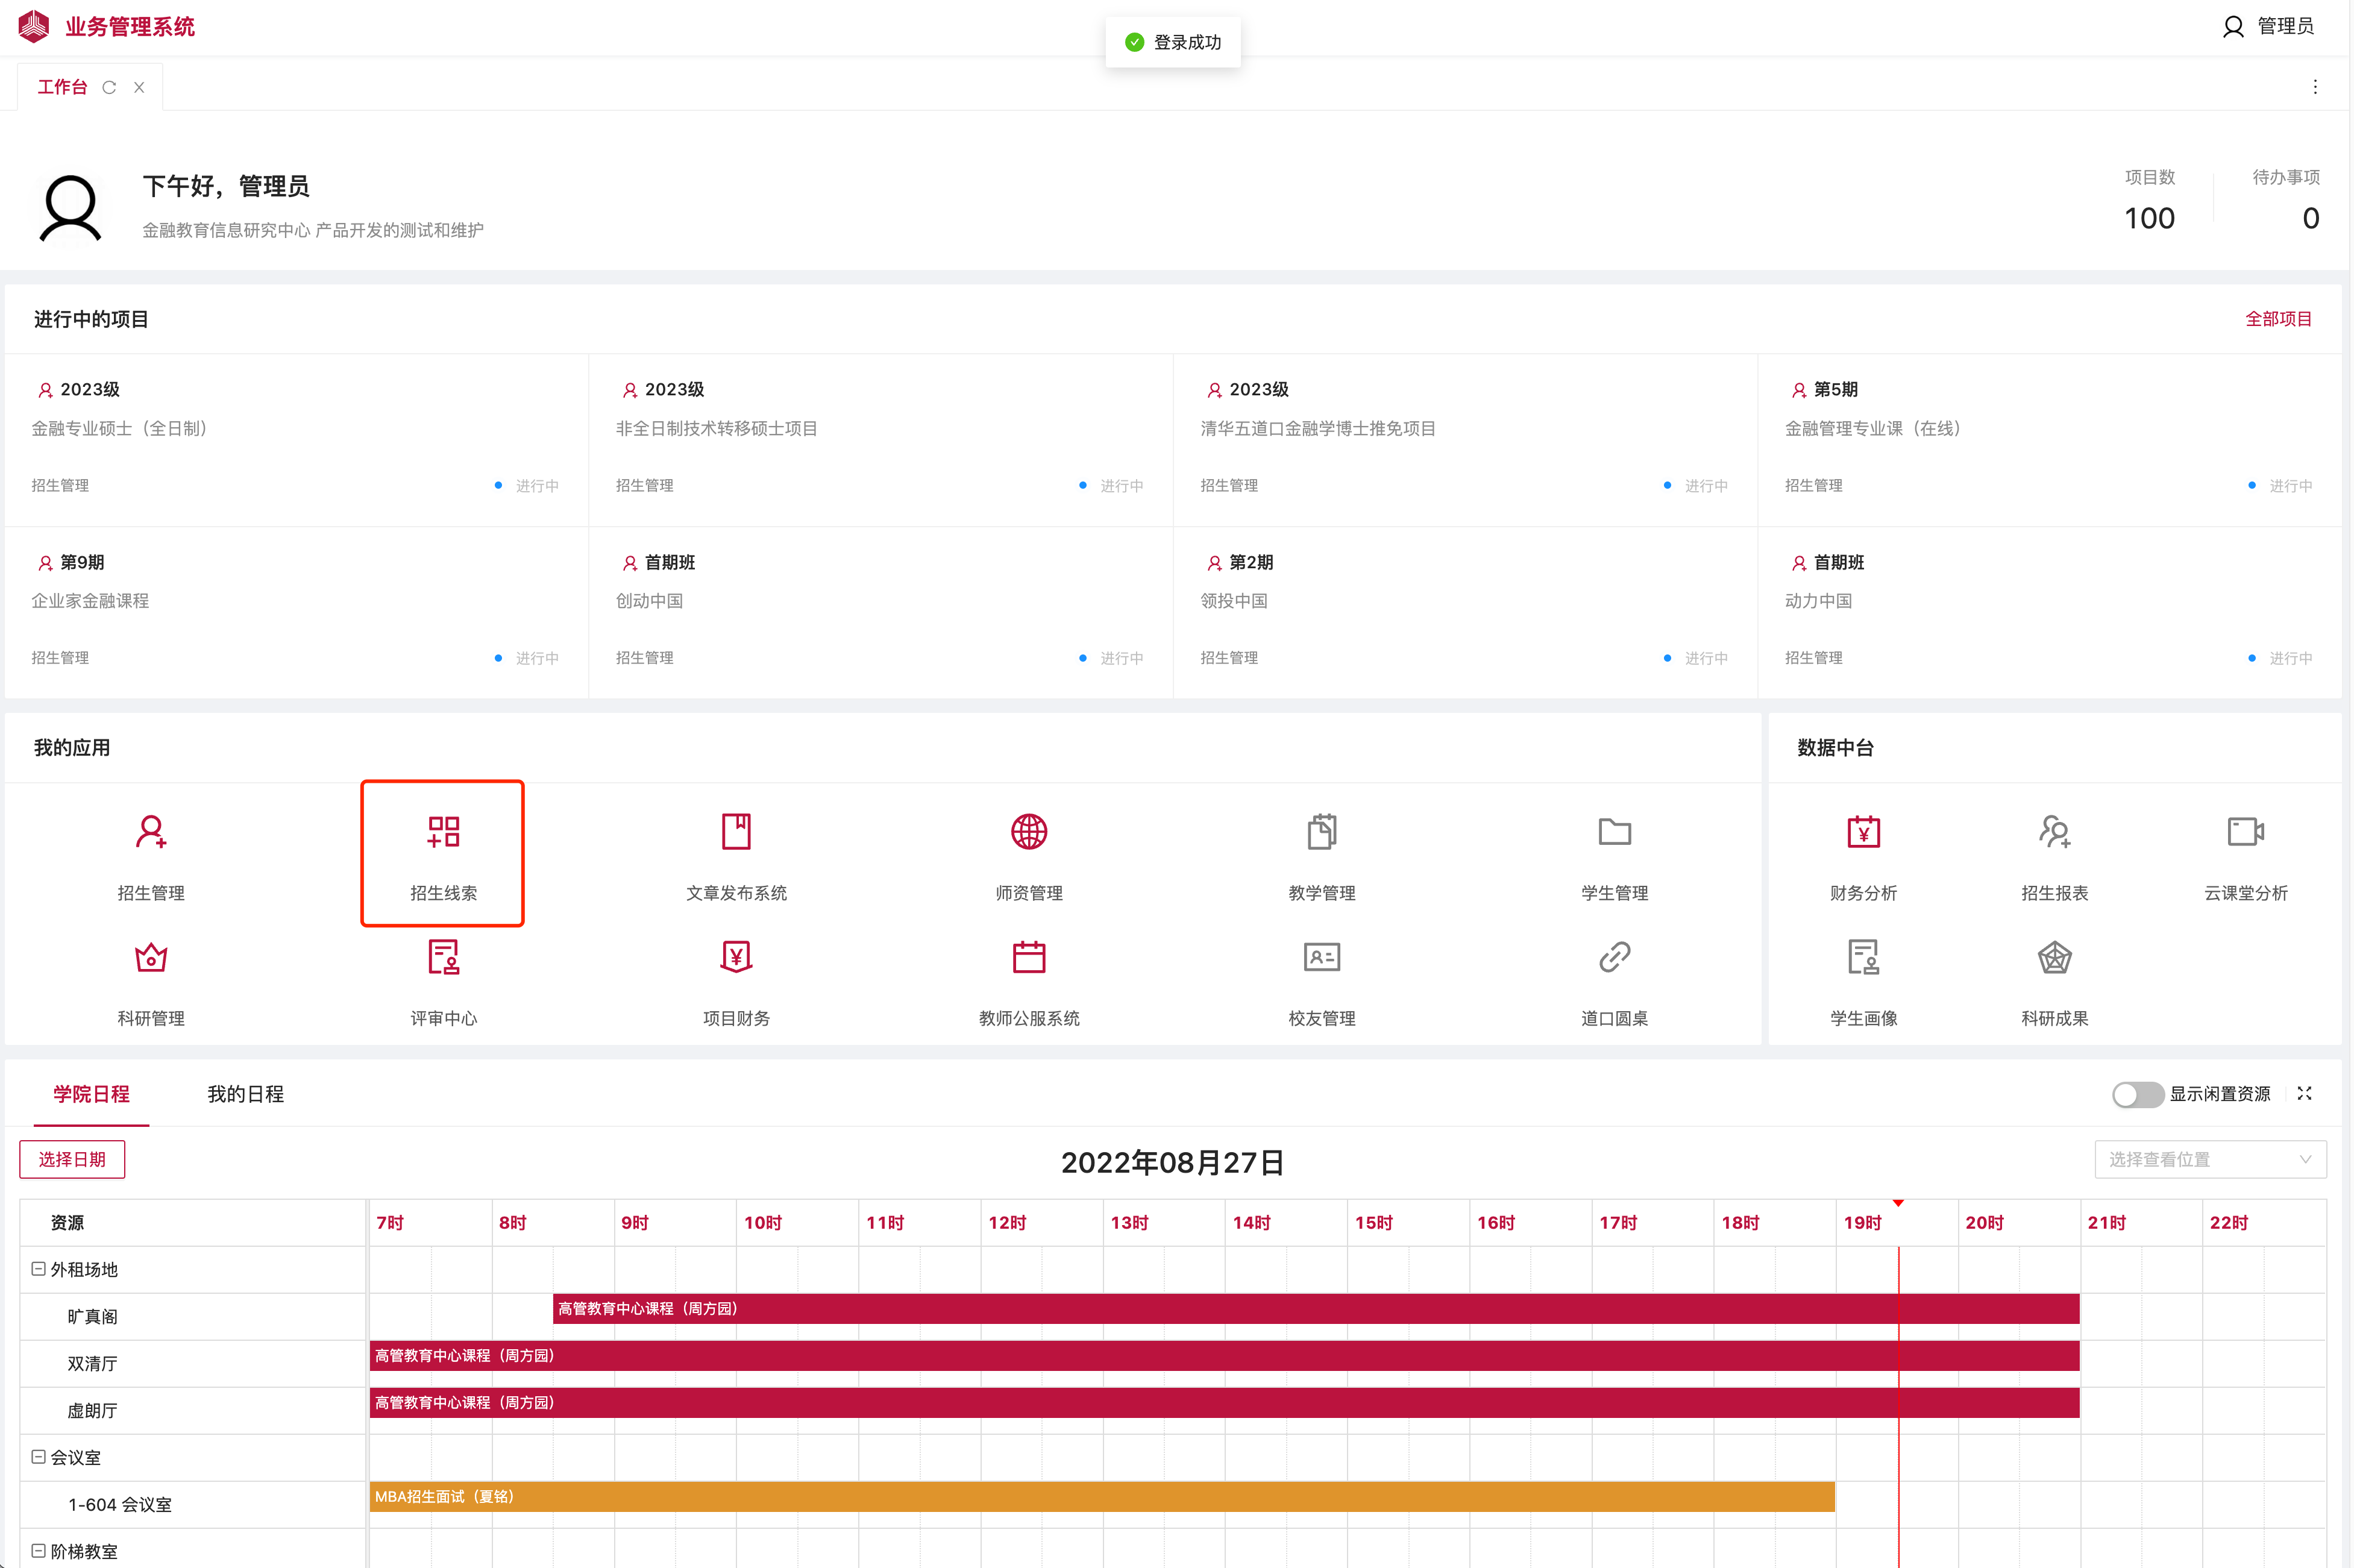 业务管理系统
登录成功
管理员
工作台
下午好，管理员
金融教育信息研究中心 产品开发的测试和维护
项目数
100
待办事项
0
进行中的项目
全部项目
2023级
金融专业硕士（全日制）
招生管理
进行中
2023级
非全日制技术转移硕士项目
招生管理
进行中
2023级
清华五道口金融学博士推免项目
招生管理
进行中
第5期
金融管理专业课（在线）
招生管理
进行中
第9期
企业家金融课程
招生管理
进行中
首期班
创动中国
招生管理
进行中
第2期
领投中国
招生管理
进行中
首期班
动力中国
招生管理
进行中
我的应用
招生管理
招生线索
文章发布系统
师资管理
教学管理
学生管理
科研管理
评审中心
项目财务
教师公服系统
校友管理
道口圆桌
数据中台
财务分析
招生报表
云课堂分析
学生画像
科研成果
学院日程
我的日程
显示闲置资源
选择日期
2022年08月27日
选择查看位置
资源
7时
8时
9时
10时
11时
12时
13时
14时
15时
16时
17时
18时
19时
20时
21时
22时
外租场地
旷真阁
高管教育中心课程（周方园）
双清厅
高管教育中心课程（周方园）
虚朗厅
高管教育中心课程（周方园）
会议室
1-604 会议室
MBA招生面试（夏铭）
阶梯教室